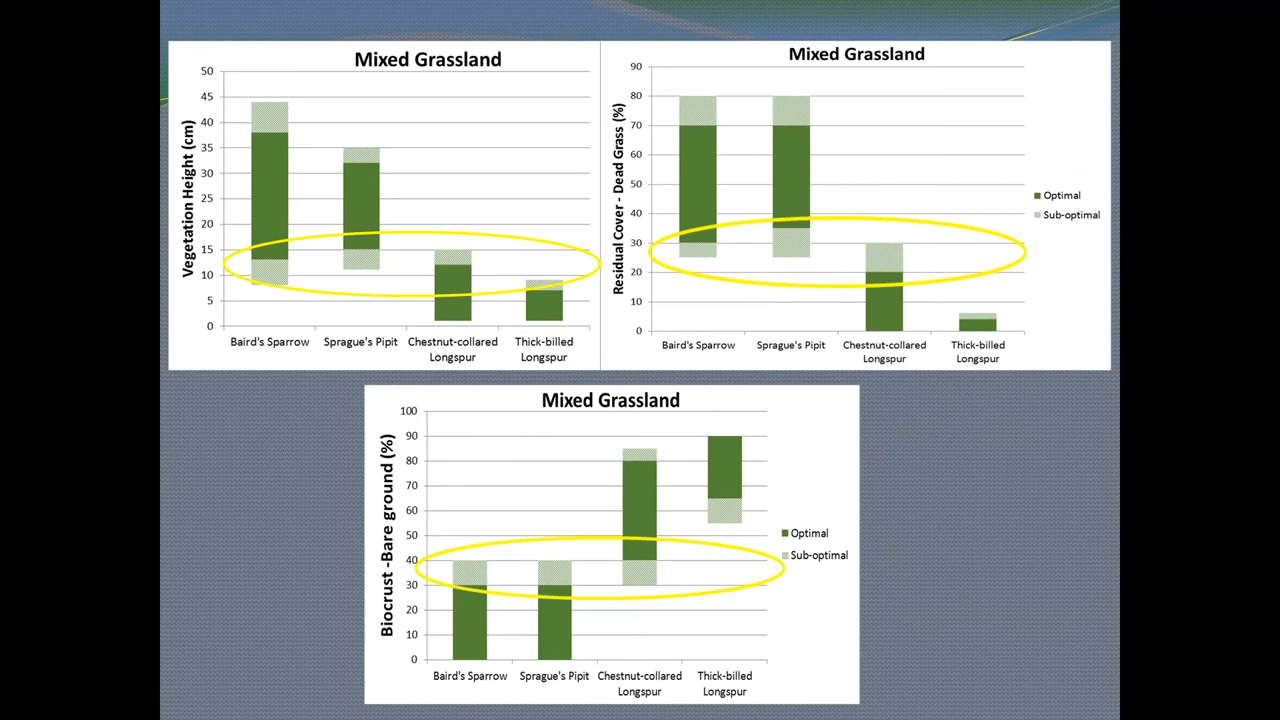 Mixed Grassland
50
45
40
35
30
25
20
15
10
5
0
Vegetation Height (cm)
Baird's Sparrow
Sprague's Pipit
Chestnut-collared
Longspur
Thick-billed
Longspur
Mixed Grassland
90
80
70
60
50
40
30
20
10
0
Residual Cover - Dead Grass (%)
Baird's Sparrow
Sprague's Pipit
Chestnut-collared
Longspur
Thick-billed
Longspur
Optimal
Sub-optimal
Mixed Grassland
100
90
80
70
60
50
40
30
20
10
0
Biocrust -Bare ground (%)
Baird's Sparrow
Sprague's Pipit
Chestnut-collared
Longspur
Thick-billed
Longspur
Optimal
Sub-optimal